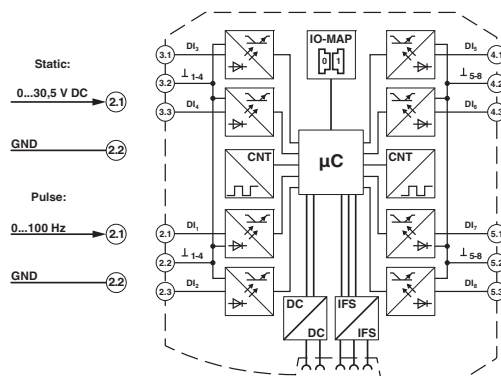 Static:
0...30,5 V DC
2.1
GND
2.2
Pulse:
0...100 Hz
2.1
GND
2.2
3.1
DI₃
3.2
⊥ 1-4
3.3
DI₄
2.1
DI₁
2.2
⊥ 1-4
2.3
DI₂
IO-MAP
0 1
CNT
µC
CNT
DC
DC
IFS
IFS
DI₅
4.1
⊥ 5-8
4.2
DI₆
4.3
DI₇
5.1
⊥ 5-8
5.2
DI₈
5.3